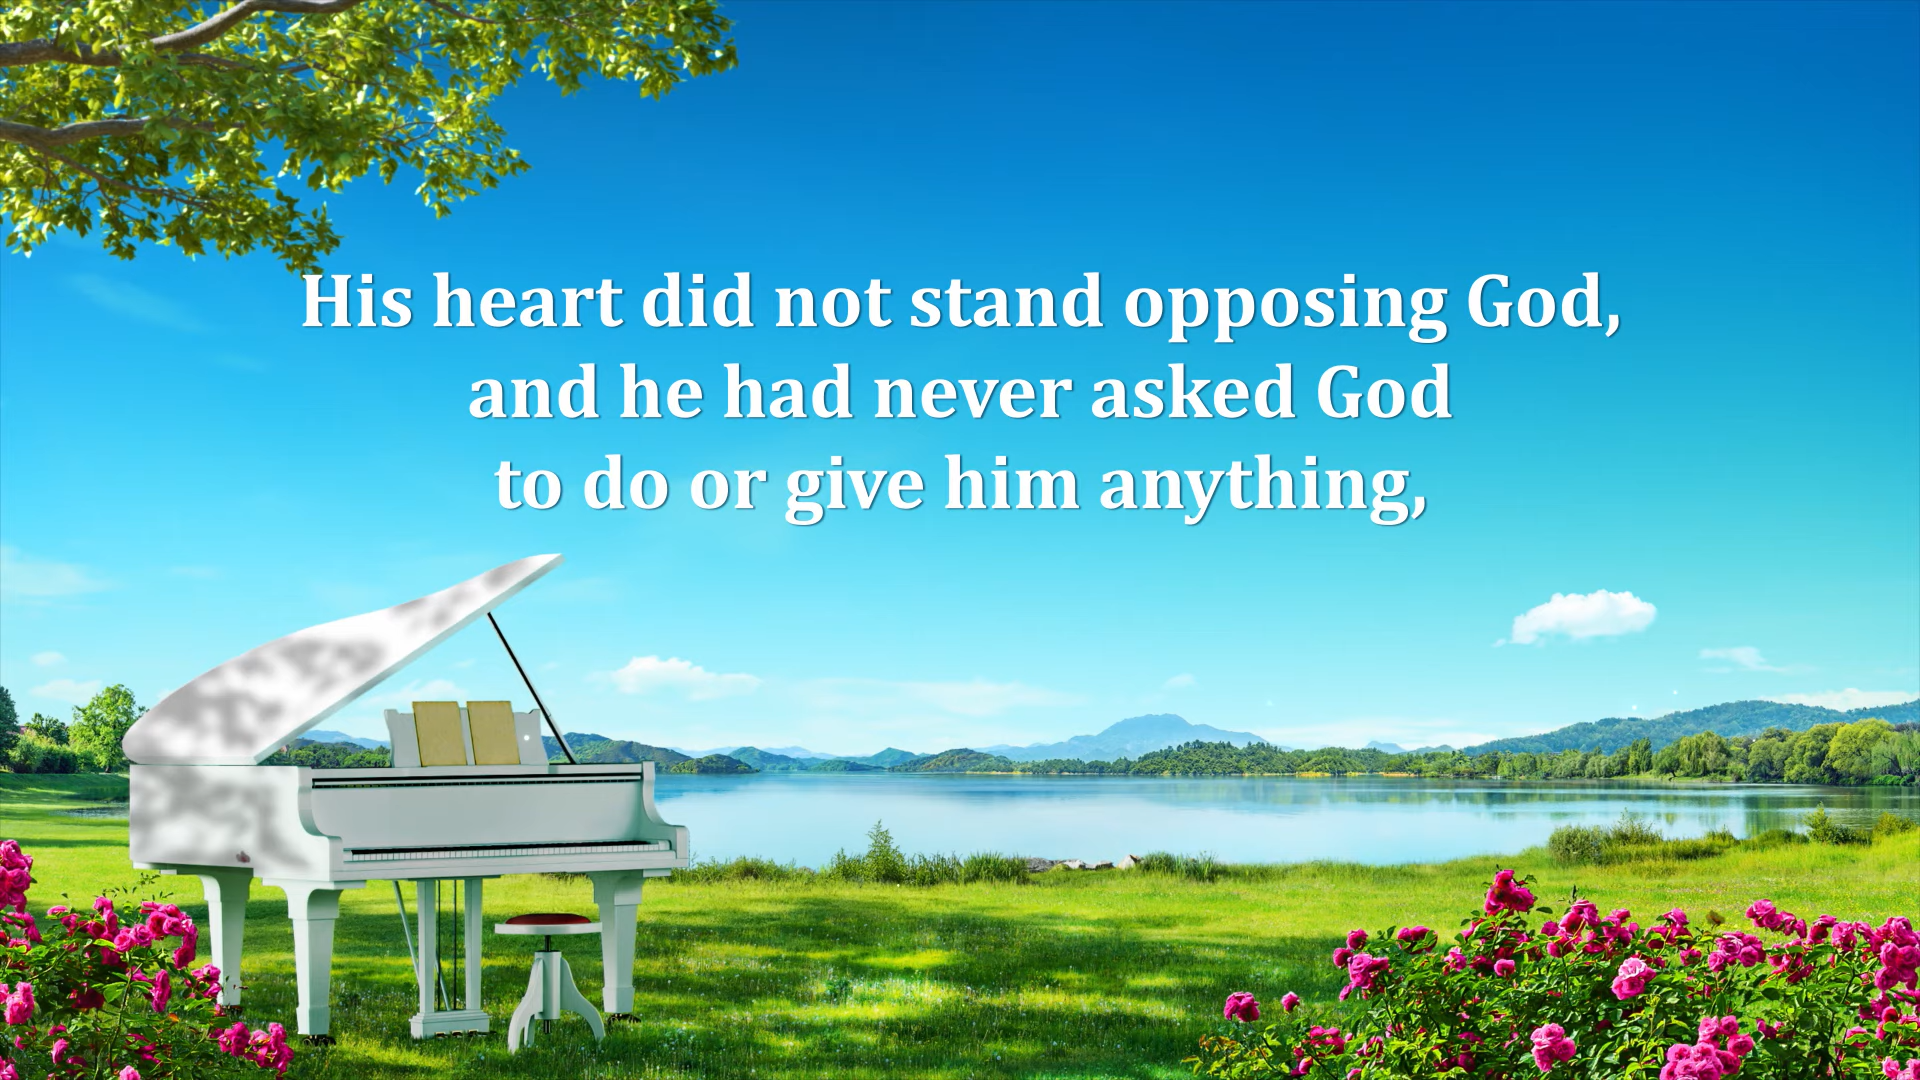 His heart did not stand opposing God,
and he had never asked God
to do or give him anything,